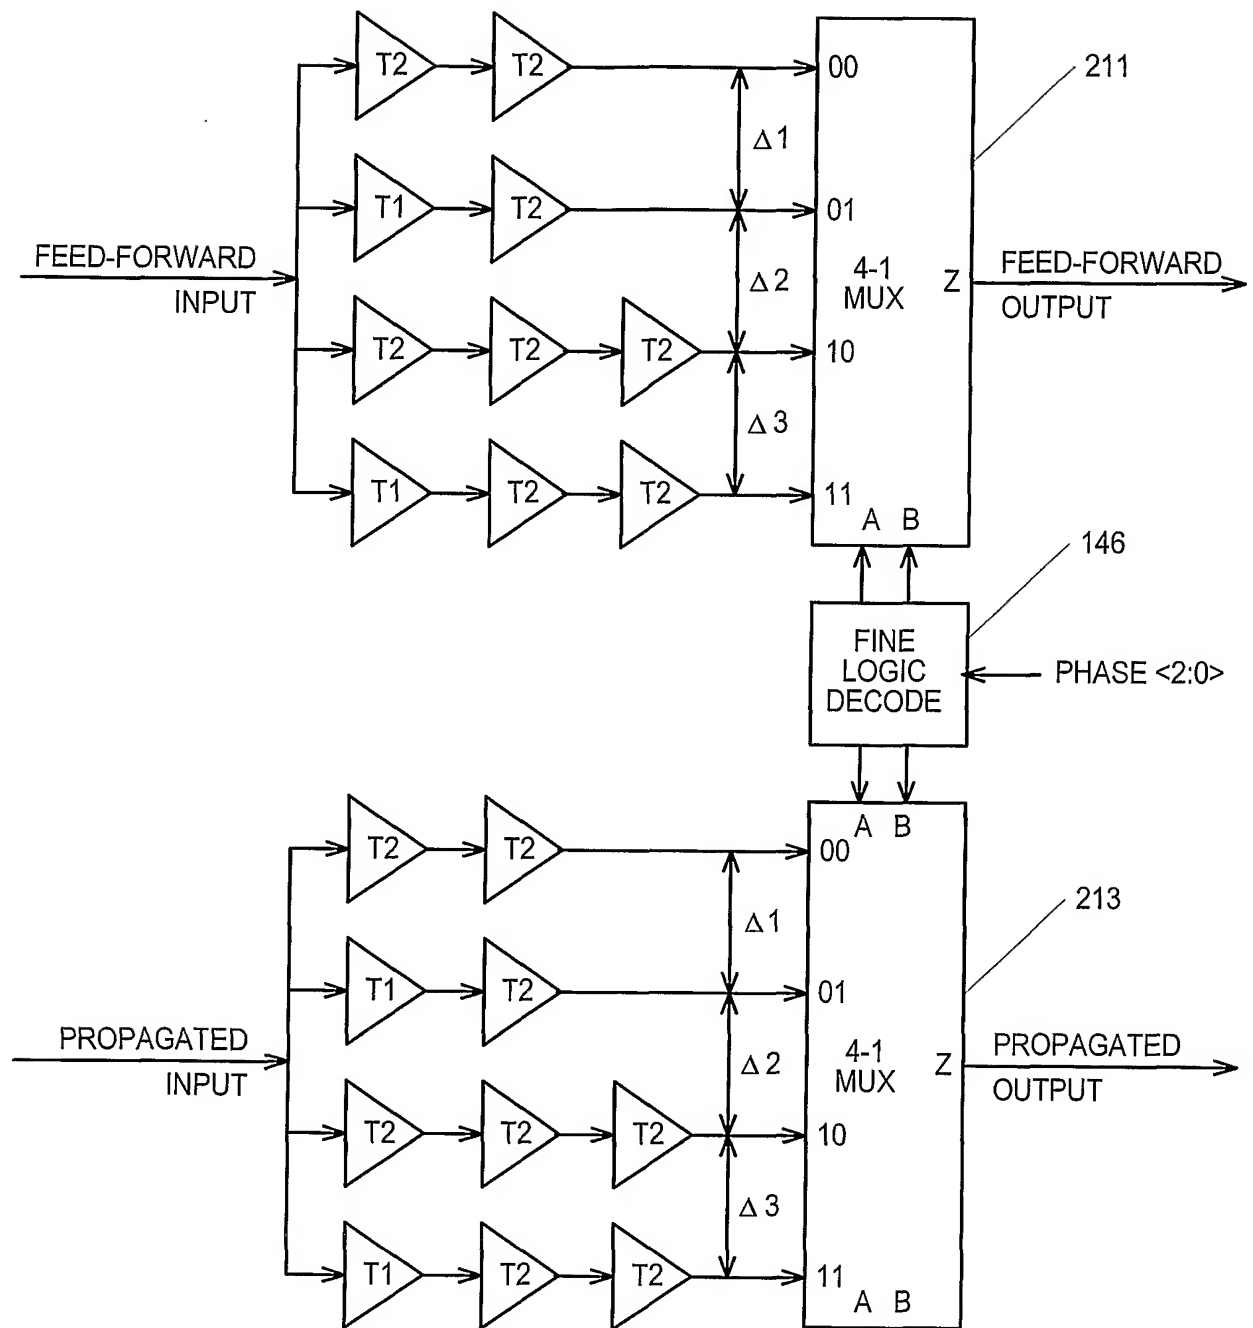 T2 T2 00
211
Δ1
T1 T2 01
FEED-FORWARD
INPUT
Δ2
4-1
MUX
Z
FEED-FORWARD
OUTPUT
T2 T2 T2 10
Δ3
T1 T2 T2 11
A B
146
FINE
LOGIC
DECODE
PHASE <2:0>
A B
T2 T2 00
213
Δ1
T1 T2 01
PROPAGATED
INPUT
Δ2
4-1
MUX
Z
PROPAGATED
OUTPUT
T2 T2 T2 10
Δ3
T1 T2 T2 11
A B